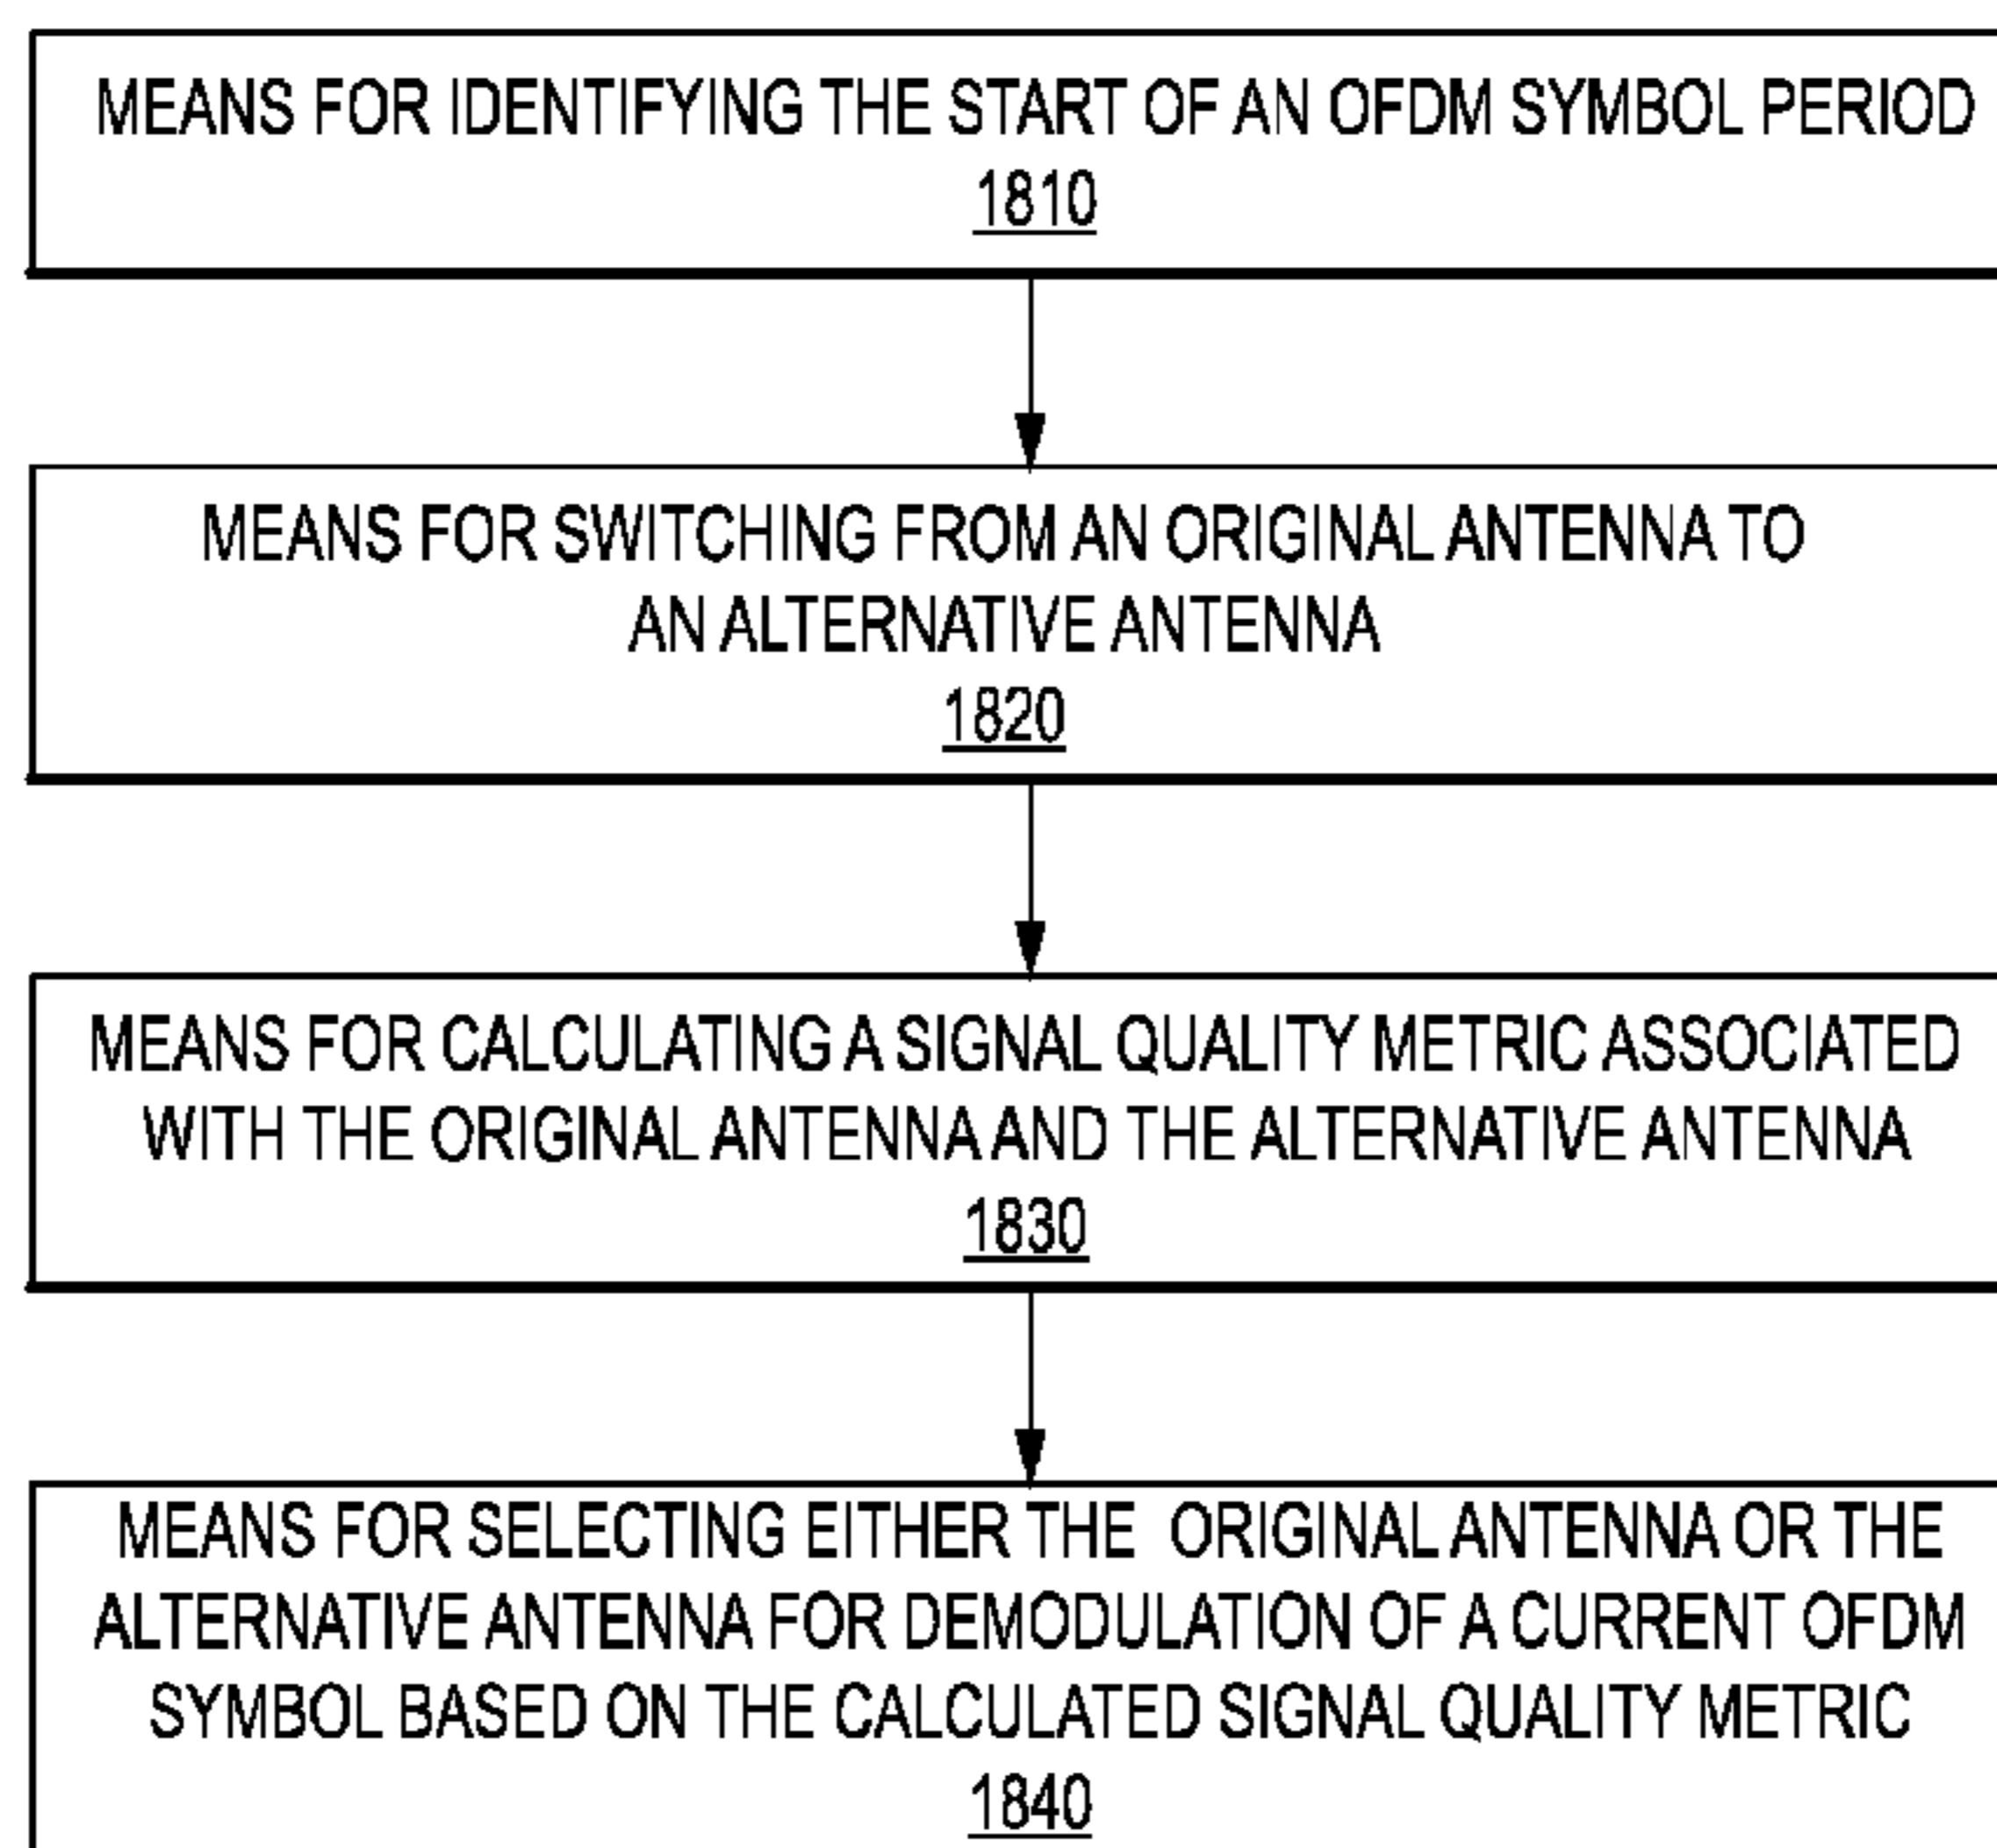 MEANS FOR IDENTIFYING THE START OF AN OFDM SYMBOL PERIOD
1810
MEANS FOR SWITCHING FROM AN ORIGINAL ANTENNA TO
AN ALTERNATIVE ANTENNA
1820
MEANS FOR CALCULATING A SIGNAL QUALITY METRIC ASSOCIATED
WITH THE ORIGINAL ANTENNA AND THE ALTERNATIVE ANTENNA
1830
MEANS FOR SELECTING EITHER THE ORIGINAL ANTENNA OR THE
ALTERNATIVE ANTENNA FOR DEMODULATION OF A CURRENT OFDM
SYMBOL BASED ON THE CALCULATED SIGNAL QUALITY METRIC
1840